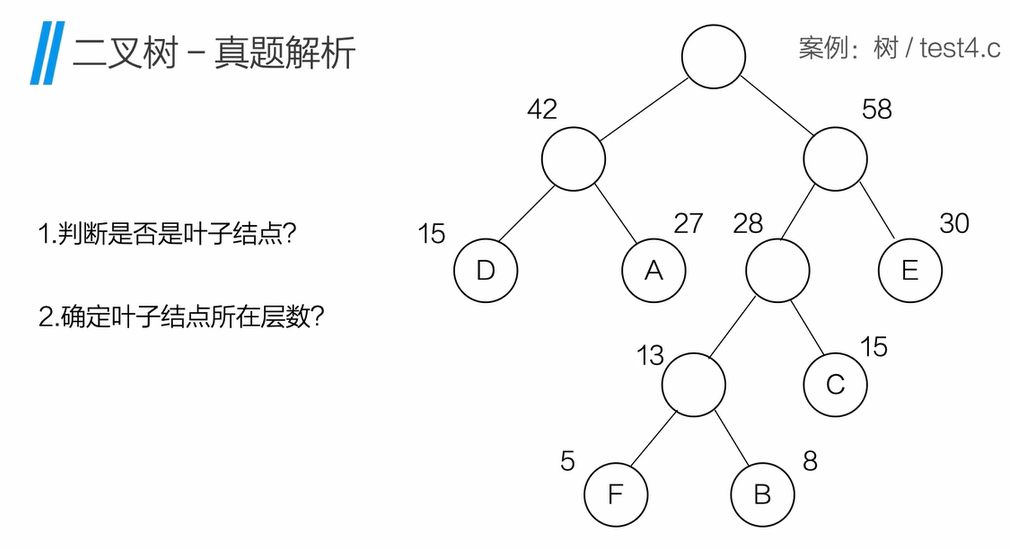 二叉树 – 真题解析
案例：树 / test4.c
42
58
1.判断是否是叶子结点?
15
27
28
30
D
A
E
2.确定叶子结点所在层数?
13
15
C
5
8
F
B